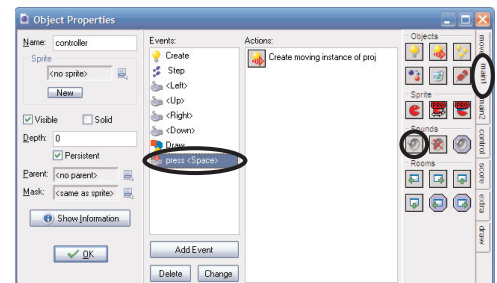 Object Properties
Name: controller
Sprite
<no sprite>
New
Visible
Solid
Depth: 0
Persistent
Parent: <no parent>
Mask: <same as sprite>
Show Information
OK
Events:
Create
Step
<Left>
<Up>
<Right>
<Down>
Draw
press <Space>
Add Event
Delete
Change
Actions:
Create moving instance of proj
Objects
Sprite
Sounds
Rooms
move
main1
main2
control
score
extra
draw